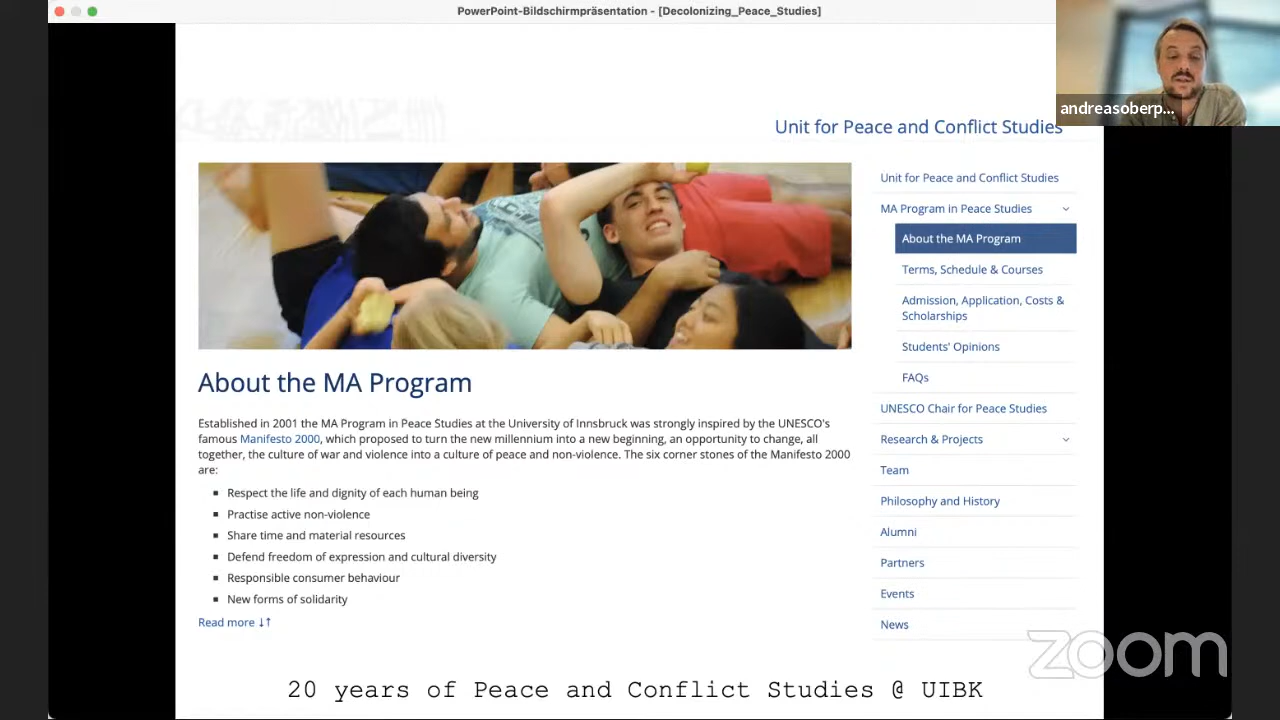 PowerPoint-Bildschirmpräsentation - [Decolonizing_Peace_Studies]
andreasoberp...
Unit for Peace and Conflict Studies
Unit for Peace and Conflict Studies
MA Program in Peace Studies
About the MA Program
Terms, Schedule & Courses
Admission, Application, Costs &
Scholarships
Students' Opinions
FAQs
UNESCO Chair for Peace Studies
Research & Projects
Team
Philosophy and History
Alumni
Partners
Events
News
About the MA Program
Established in 2001 the MA Program in Peace Studies at the University of Innsbruck was strongly inspired by the UNESCO's
famous Manifesto 2000, which proposed to turn the new millennium into a new beginning, an opportunity to change, all
together, the culture of war and violence into a culture of peace and non-violence. The six corner stones of the Manifesto 2000
are:
Respect the life and dignity of each human being
Practise active non-violence
Share time and material resources
Defend freedom of expression and cultural diversity
Responsible consumer behaviour
New forms of solidarity
Read more ↓↑
zoom
20 years of Peace and Conflict Studies @ UIBK